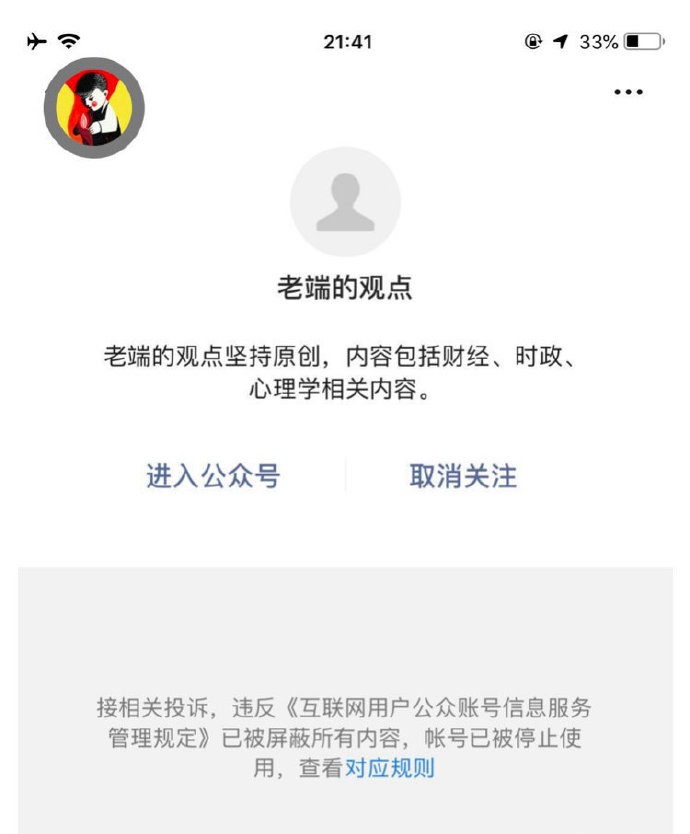 21:41
33%
老端的观点
老端的观点坚持原创，内容包括财经、时政、
心理学相关内容。
进入公众号
取消关注
接相关投诉，违反《互联网用户公众账号信息服务
管理规定》已被屏蔽所有内容，帐号已被停止使
用，查看对应规则